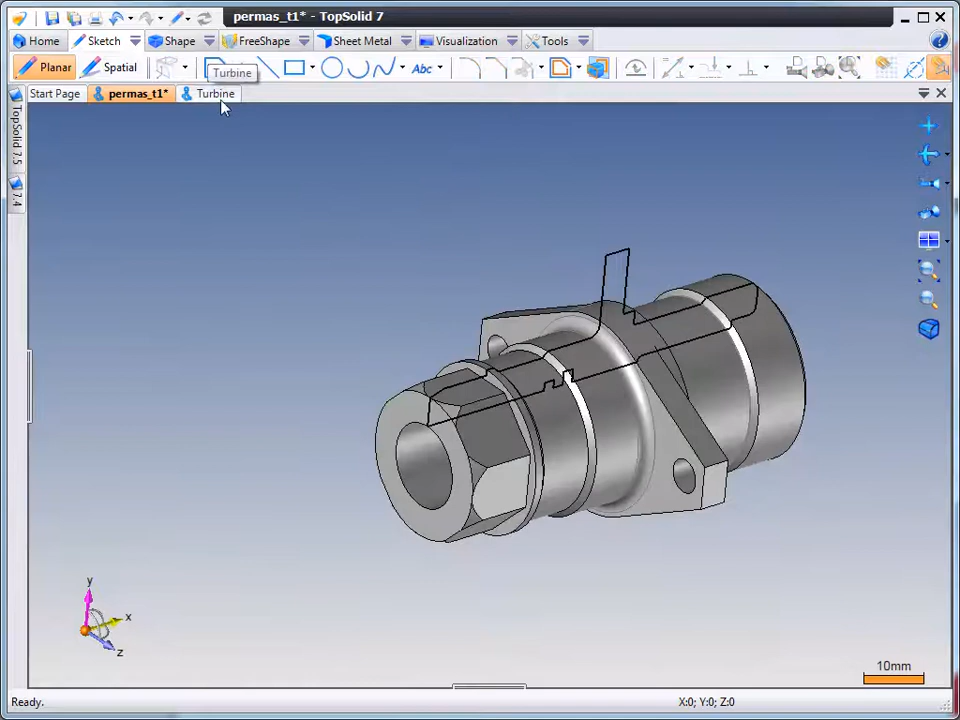 permas_t1* - TopSolid 7
Home Sketch Shape FreeShape Sheet Metal Visualization Tools
Planar Spatial Abc
Turbine
Start Page permas_t1* Turbine
TopSolid 7.5
7.4
y
x
z
10mm
Ready. X:0; Y:0; Z:0